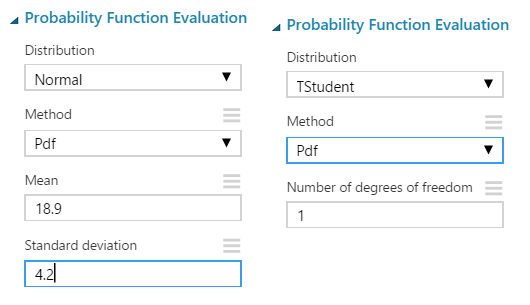 Probability Function Evaluation
Distribution
Normal
Method
Pdf
Mean
18.9
Standard deviation
4.2
Probability Function Evaluation
Distribution
TStudent
Method
Pdf
Number of degrees of freedom
1